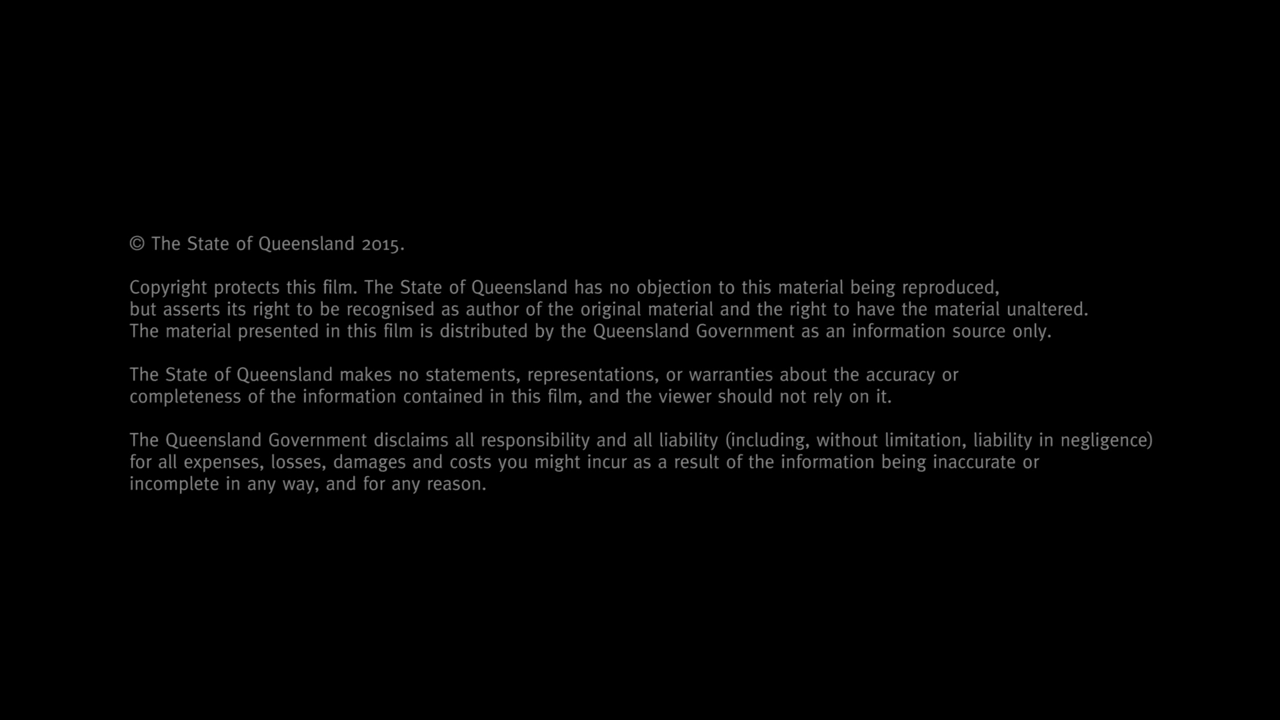 © The State of Queensland 2015.
Copyright protects this film. The State of Queensland has no objection to this material being reproduced,
but asserts its right to be recognised as author of the original material and the right to have the material unaltered.
The material presented in this film is distributed by the Queensland Government as an information source only.
The State of Queensland makes no statements, representations, or warranties about the accuracy or
completeness of the information contained in this film, and the viewer should not rely on it.
The Queensland Government disclaims all responsibility and all liability (including, without limitation, liability in negligence)
for all expenses, losses, damages and costs you might incur as a result of the information being inaccurate or
incomplete in any way, and for any reason.